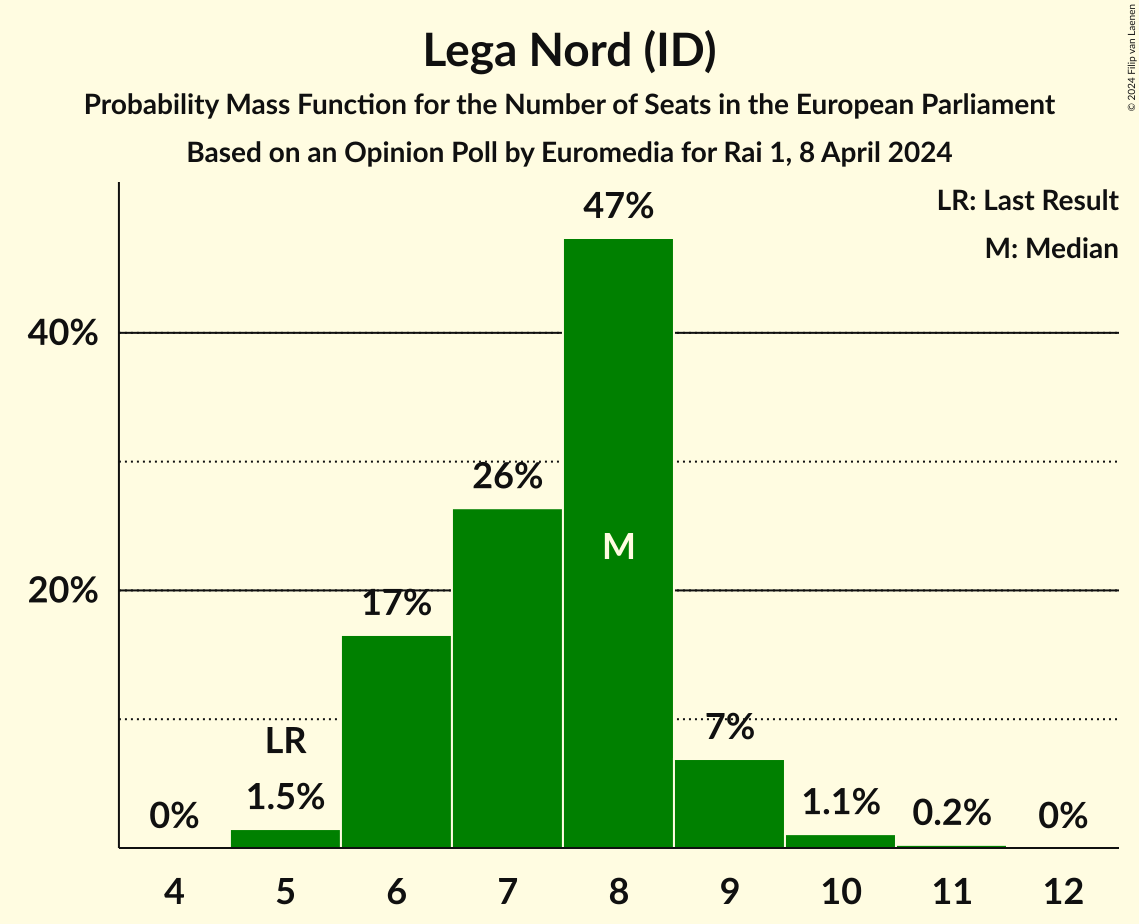 Lega Nord (ID)
Probability Mass Function for the Number of Seats in the European Parliament
Based on an Opinion Poll by Euromedia for Rai 1, 8 April 2024
© 2024 Filip van Laenen
LR: Last Result
M: Median
47%
40%
26%
M
20%
17%
LR
7%
0%
1.5%
1.1%
0.2%
0%
4 5 6 7 8 9 10 11 12